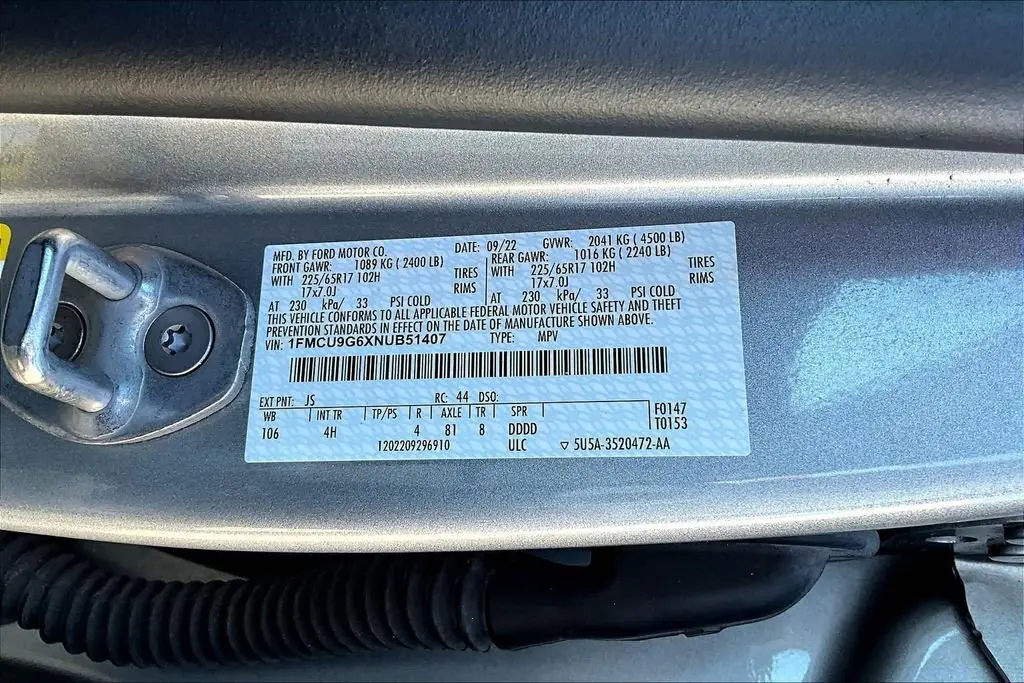 MFD. BY FORD MOTOR CO. DATE: 09/22 GVWR: 2041 KG ( 4500 LB)
FRONT GAWR: 1089 KG ( 2400 LB) REAR GAWR: 1016 KG ( 2240 LB)
WITH 225/65R17 102H TIRES WITH 225/65R17 102H TIRES
17x7.0J RIMS 17x7.0J RIMS
AT 230 kPa/ 33 PSI COLD AT 230 kPa/ 33 PSI COLD
THIS VEHICLE CONFORMS TO ALL APPLICABLE FEDERAL MOTOR VEHICLE SAFETY AND THEFT
PREVENTION STANDARDS IN EFFECT ON THE DATE OF MANUFACTURE SHOWN ABOVE.
VIN: 1FMCU9G6XNUB51407 TYPE: MPV
EXT PNT: JS RC: 44 DSO:
WB INT TR TP/PS R AXLE TR SPR F0147
106 4H 4 81 8 DDDD T0153
1202209296910 ULC ▽ 5U5A-3520472-AA